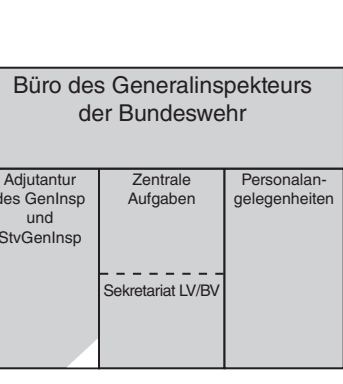 Büro des Generalinspekteurs
der Bundeswehr
Adjutantur
des GenInsp
und
StvGenInsp
Zentrale
Aufgaben
Sekretariat LV/BV
Personalan-
gelegenheiten